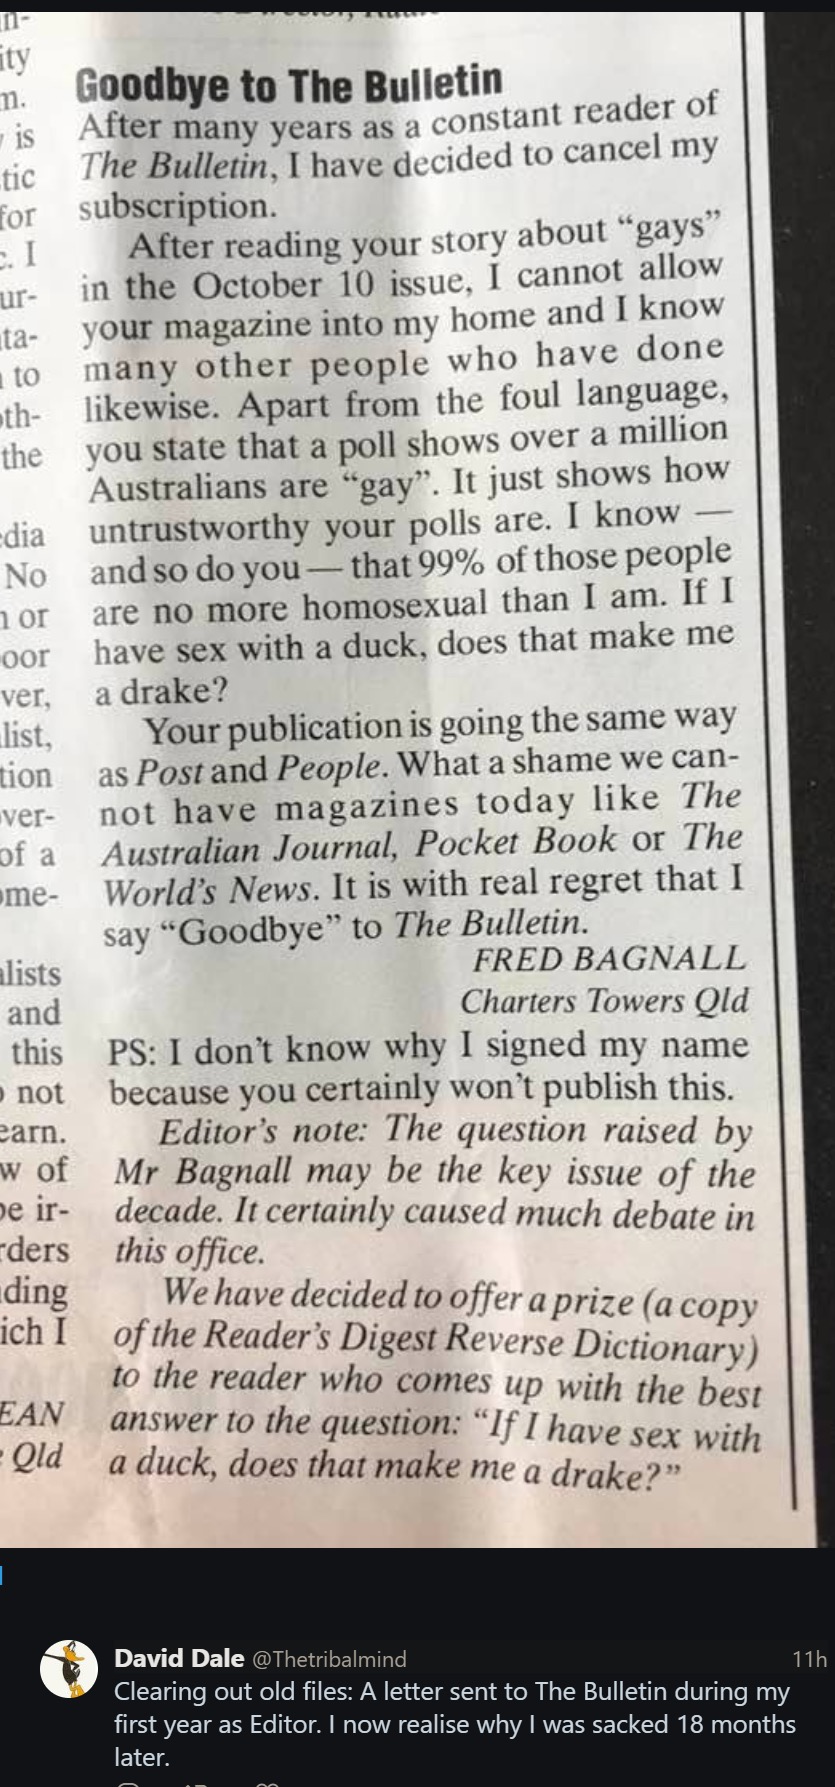 in-
ity
m.
is
tic
for
c. I
ur-
ta-
to
oth-
the
edia
No
n or
oor
ver,
list,
tion
over-
of a
ome-
alists
and
this
not
earn.
w of
be ir-
rders
ding
ich I
EAN
Qld
Goodbye to The Bulletin
After many years as a constant reader of
The Bulletin, I have decided to cancel my
subscription.
After reading your story about “gays”
in the October 10 issue, I cannot allow
your magazine into my home and I know
many other people who have done
likewise. Apart from the foul language,
you state that a poll shows over a million
Australians are “gay”. It just shows how
untrustworthy your polls are. I know —
and so do you — that 99% of those people
are no more homosexual than I am. If I
have sex with a duck, does that make me
a drake?
Your publication is going the same way
as Post and People. What a shame we can-
not have magazines today like The
Australian Journal, Pocket Book or The
World’s News. It is with real regret that I
say “Goodbye” to The Bulletin.
FRED BAGNALL
Charters Towers Qld
PS: I don’t know why I signed my name
because you certainly won’t publish this.
Editor’s note: The question raised by
Mr Bagnall may be the key issue of the
decade. It certainly caused much debate in
this office.
We have decided to offer a prize (a copy
of the Reader’s Digest Reverse Dictionary)
to the reader who comes up with the best
answer to the question: “If I have sex with
a duck, does that make me a drake?”
David Dale @Thetribalmind 11h
Clearing out old files: A letter sent to The Bulletin during my
first year as Editor. I now realise why I was sacked 18 months
later.